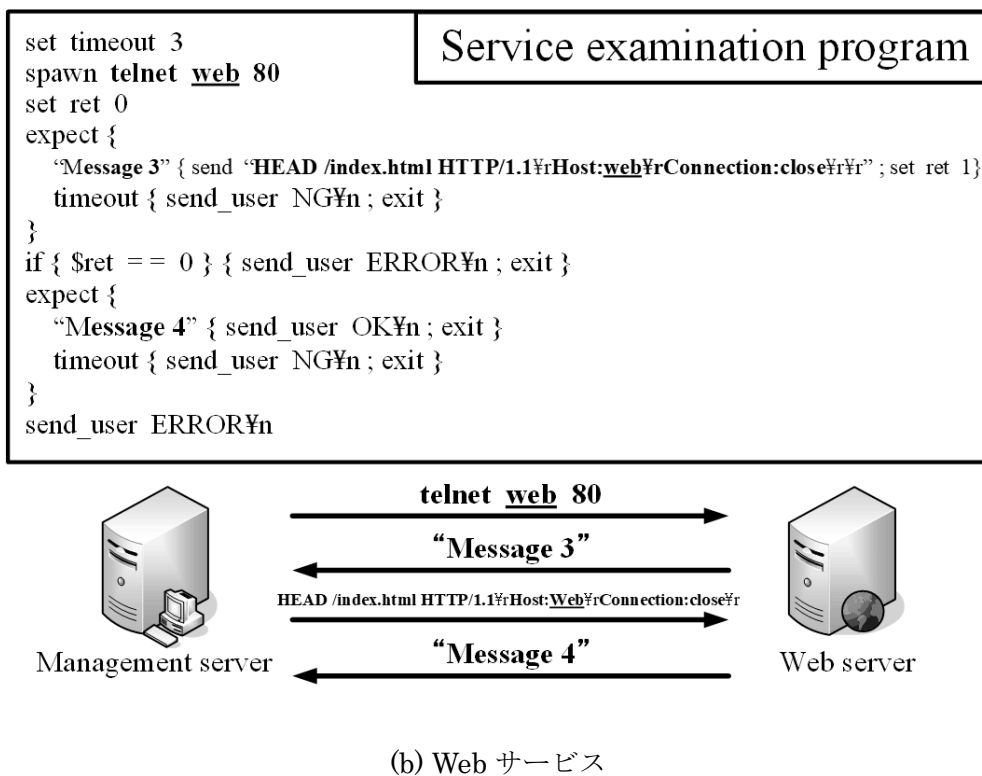 Service examination program
set timeout 3
spawn telnet web 80
set ret 0
expect {
“Message 3” { send “HEAD /index.html HTTP/1.1¥rHost:web¥rConnection:close¥r¥r” ; set ret 1}
timeout { send_user NG¥n ; exit }
}
if { $ret == 0 } { send_user ERROR¥n ; exit }
expect {
“Message 4” { send_user OK¥n ; exit }
timeout { send_user NG¥n ; exit }
}
send_user ERROR¥n
telnet web 80
“Message 3”
HEAD /index.html HTTP/1.1¥rHost:Web¥rConnection:close¥r
“Message 4”
Management server
Web server
(b) Web サービス